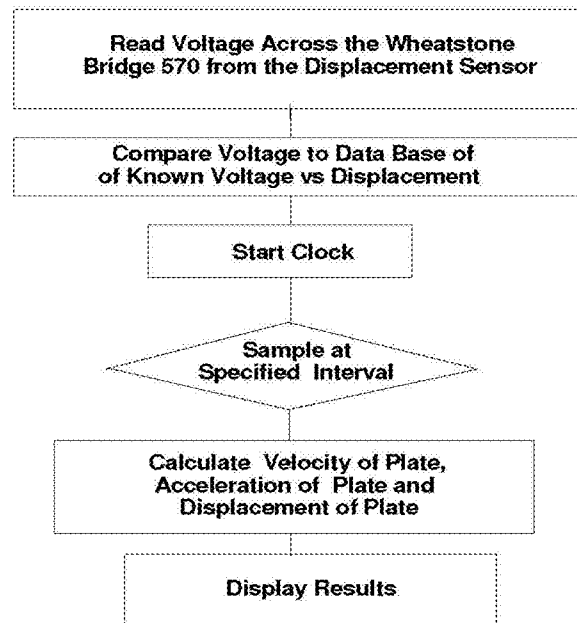 Read Voltage Across the Wheatstone
Bridge 570 from the Displacement Sensor
Compare Voltage to Data Base of
of Known Voltage vs Displacement
Start Clock
Sample at
Specified Interval
Calculate Velocity of Plate,
Acceleration of Plate and
Displacement of Plate
Display Results